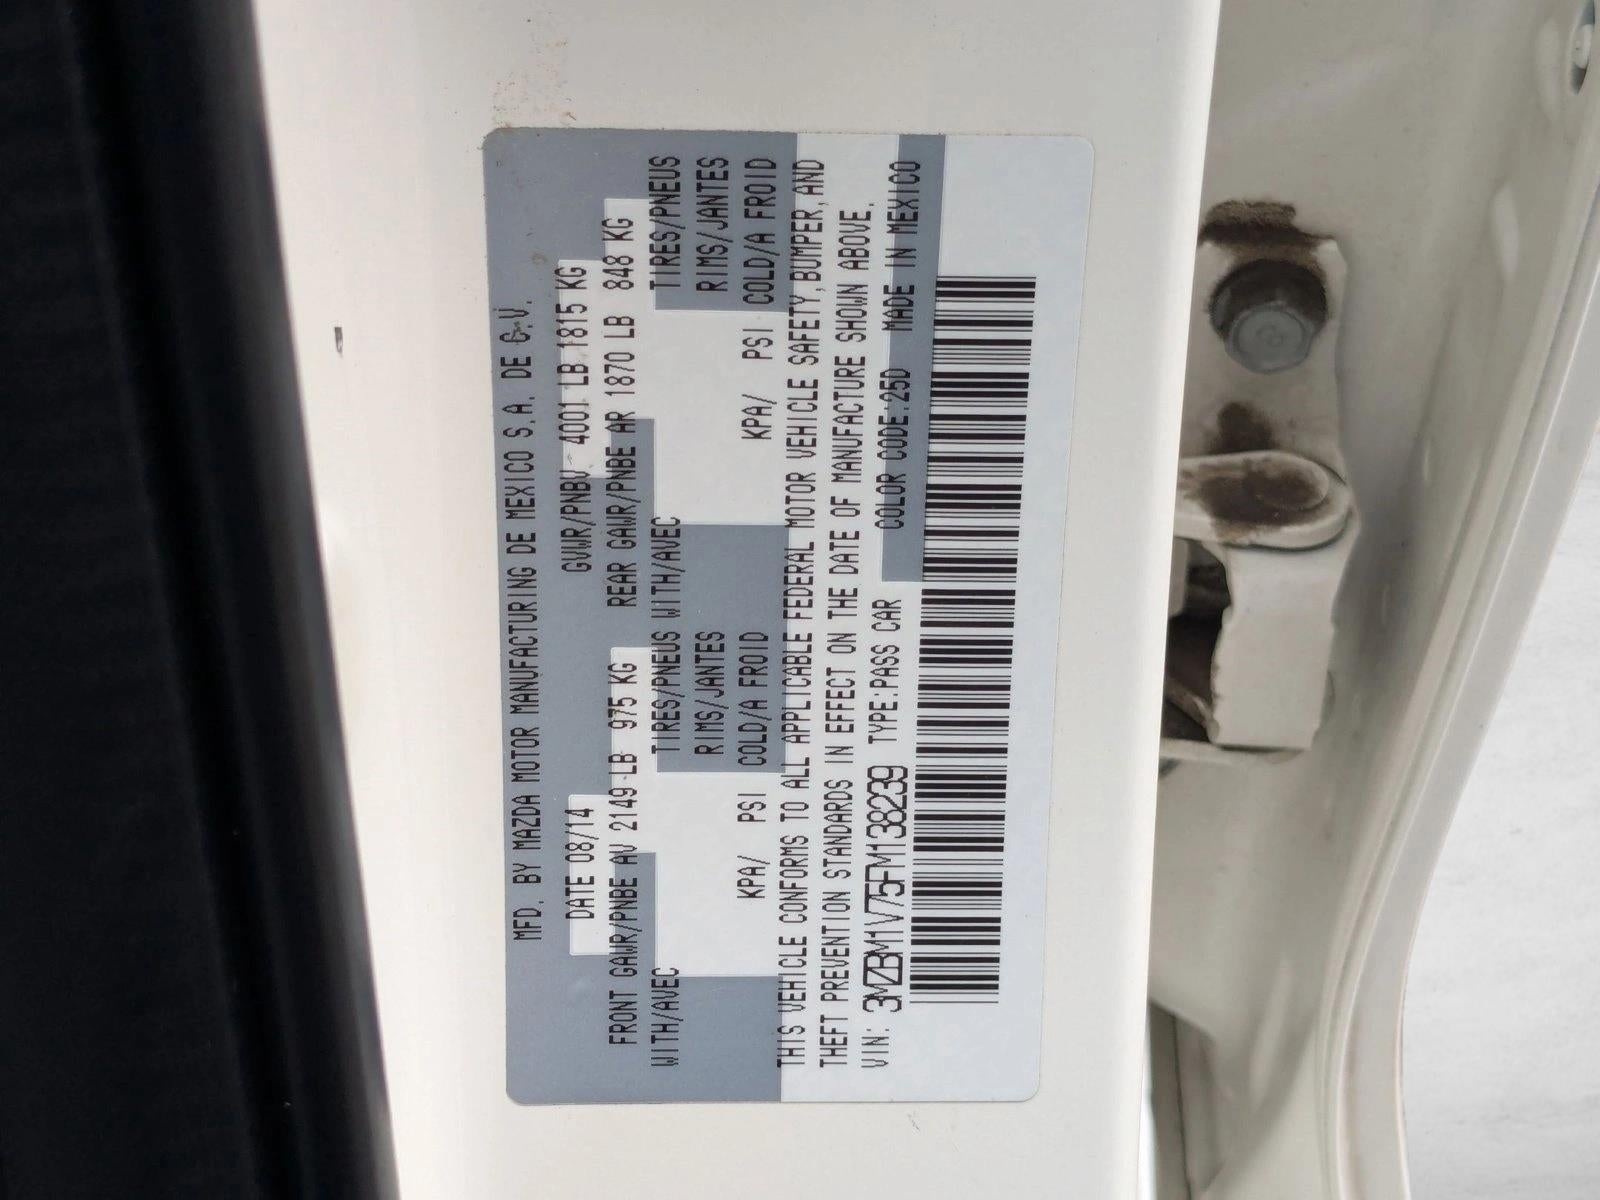 MFD. BY MAZDA MOTOR MANUFACTURING DE MEXICO S.A. DE C.V.
DATE 08/14 GVWR/PNBV 4001 LB 1815 KG
FRONT GAWR/PNBE AV 2149 LB 975 KG REAR GAWR/PNBE AR 1870 LB 848 KG
WITH/AVEC TIRES/PNEUS WITH/AVEC TIRES/PNEUS
RIMS/JANTES RIMS/JANTES
KPA/ PSI COLD/A FROID KPA/ PSI COLD/A FROID
THIS VEHICLE CONFORMS TO ALL APPLICABLE FEDERAL MOTOR VEHICLE SAFETY, BUMPER, AND
THEFT PREVENTION STANDARDS IN EFFECT ON THE DATE OF MANUFACTURE SHOWN ABOVE.
VIN: 3MZBM1V75FM138239 TYPE:PASS CAR COLOR CODE:25D MADE IN MEXICO